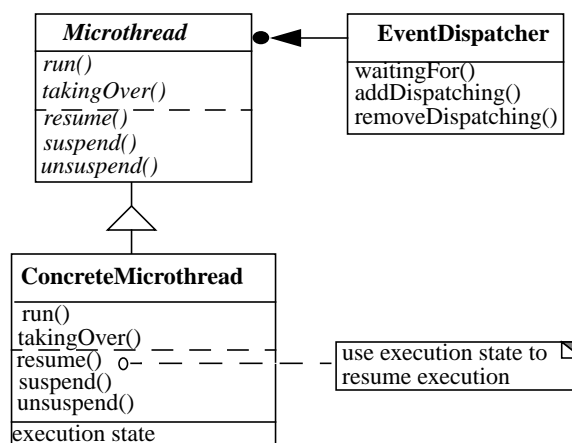 Microthread
run()
takingOver()
resume()
suspend()
unsuspend()
EventDispatcher
waitingFor()
addDispatching()
removeDispatching()
ConcreteMicrothread
run()
takingOver()
resume()
suspend()
unsuspend()
execution state
use execution state to
resume execution